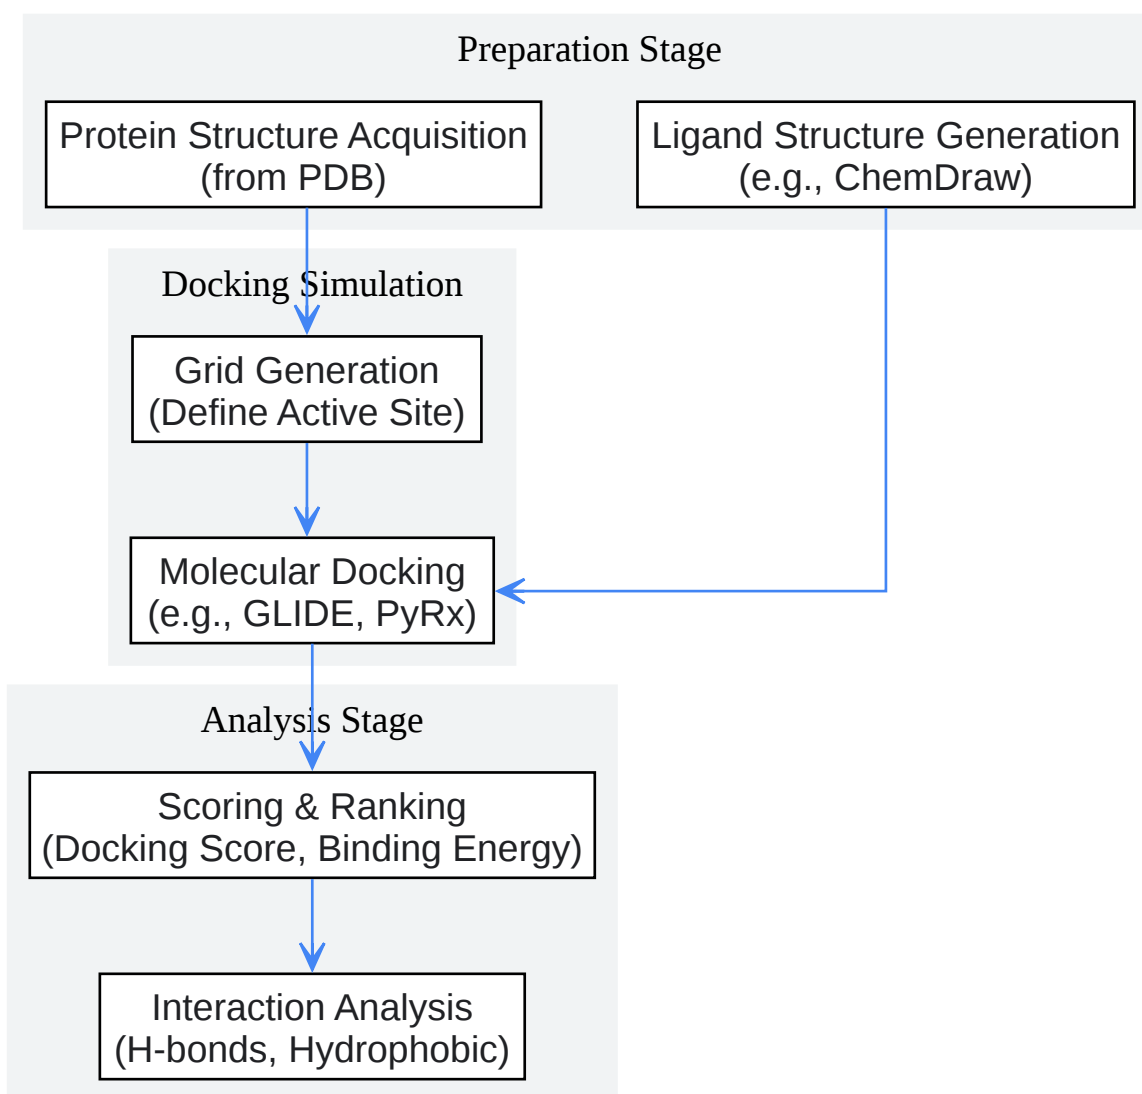 Preparation Stage
Protein Structure Acquisition
(from PDB)
Ligand Structure Generation
(e.g., ChemDraw)
Docking Simulation
Grid Generation
(Define Active Site)
Molecular Docking
(e.g., GLIDE, PyRx)
Analysis Stage
Scoring & Ranking
(Docking Score, Binding Energy)
Interaction Analysis
(H-bonds, Hydrophobic)